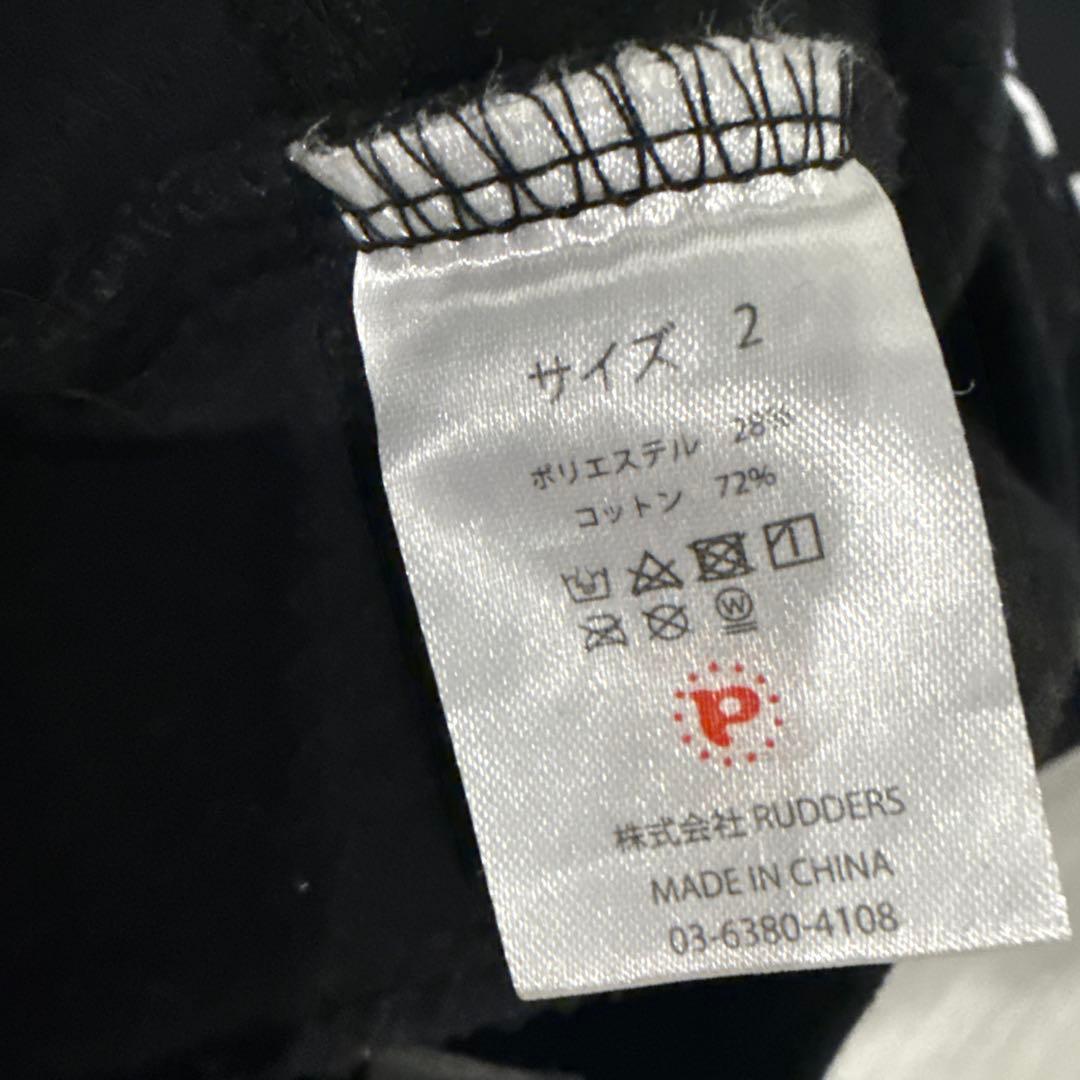 サイズ 2
ポリエステル 28%
コットン 72%
W
P
株式会社 RUDDERS
MADE IN CHINA
03-6380-4108